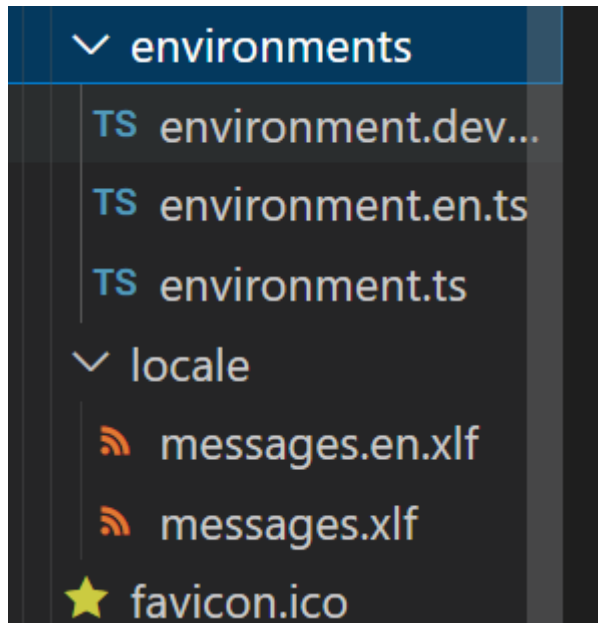 environments
TS environment.dev...
TS environment.en.ts
TS environment.ts
locale
messages.en.xlf
messages.xlf
favicon.ico